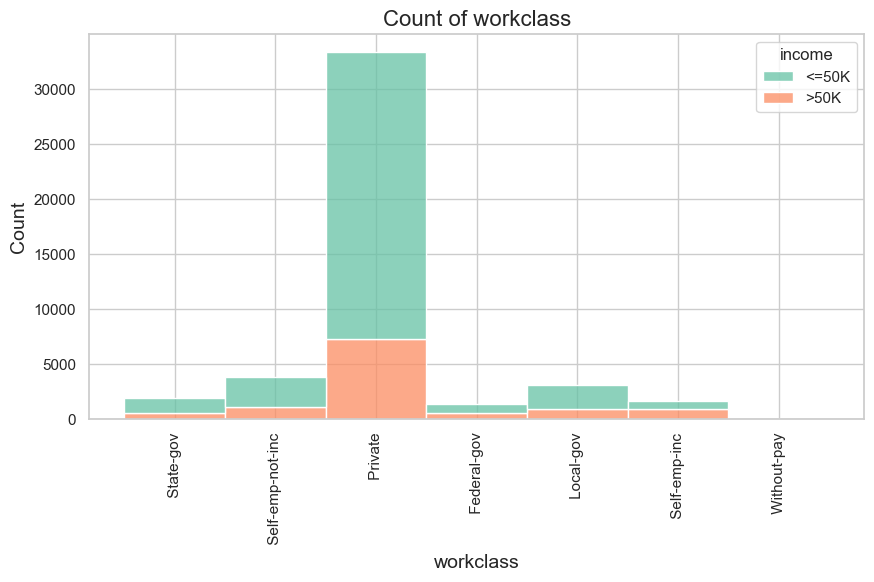 Count of workclass
income
<=50K
>50K
Count
30000
25000
20000
15000
10000
5000
0
State-gov
Self-emp-not-inc
Private
Federal-gov
Local-gov
Self-emp-inc
Without-pay
workclass